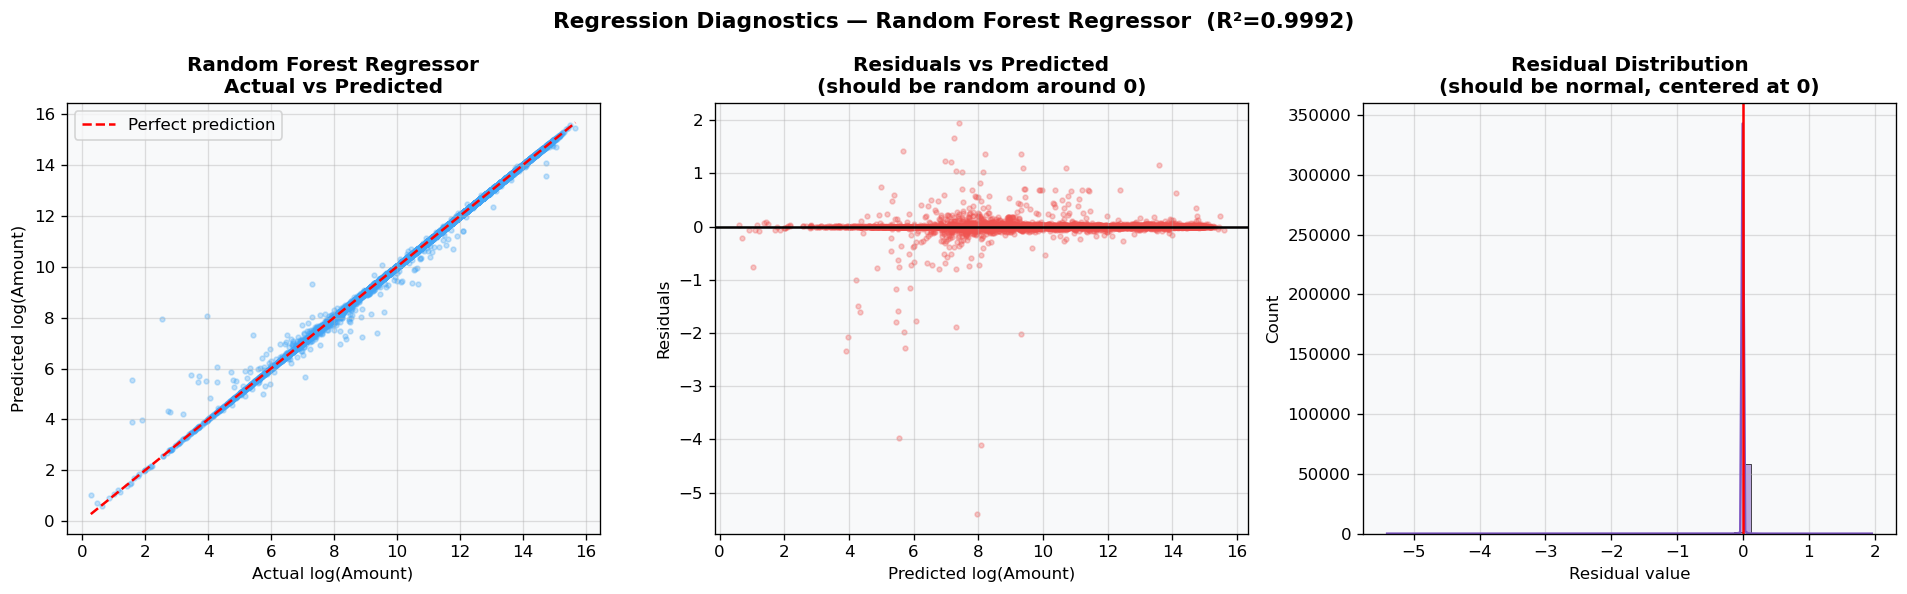 Regression Diagnostics — Random Forest Regressor  (R²=0.9992)
Random Forest Regressor
Actual vs Predicted
Perfect prediction
Predicted log(Amount)
16
14
12
10
8
6
4
2
0
0 2 4 6 8 10 12 14 16
Actual log(Amount)
Residuals vs Predicted
(should be random around 0)
Residuals
2
1
0
−1
−2
−3
−4
−5
0 2 4 6 8 10 12 14 16
Predicted log(Amount)
Residual Distribution
(should be normal, centered at 0)
Count
350000
300000
250000
200000
150000
100000
50000
0
−5 −4 −3 −2 −1 0 1 2
Residual value